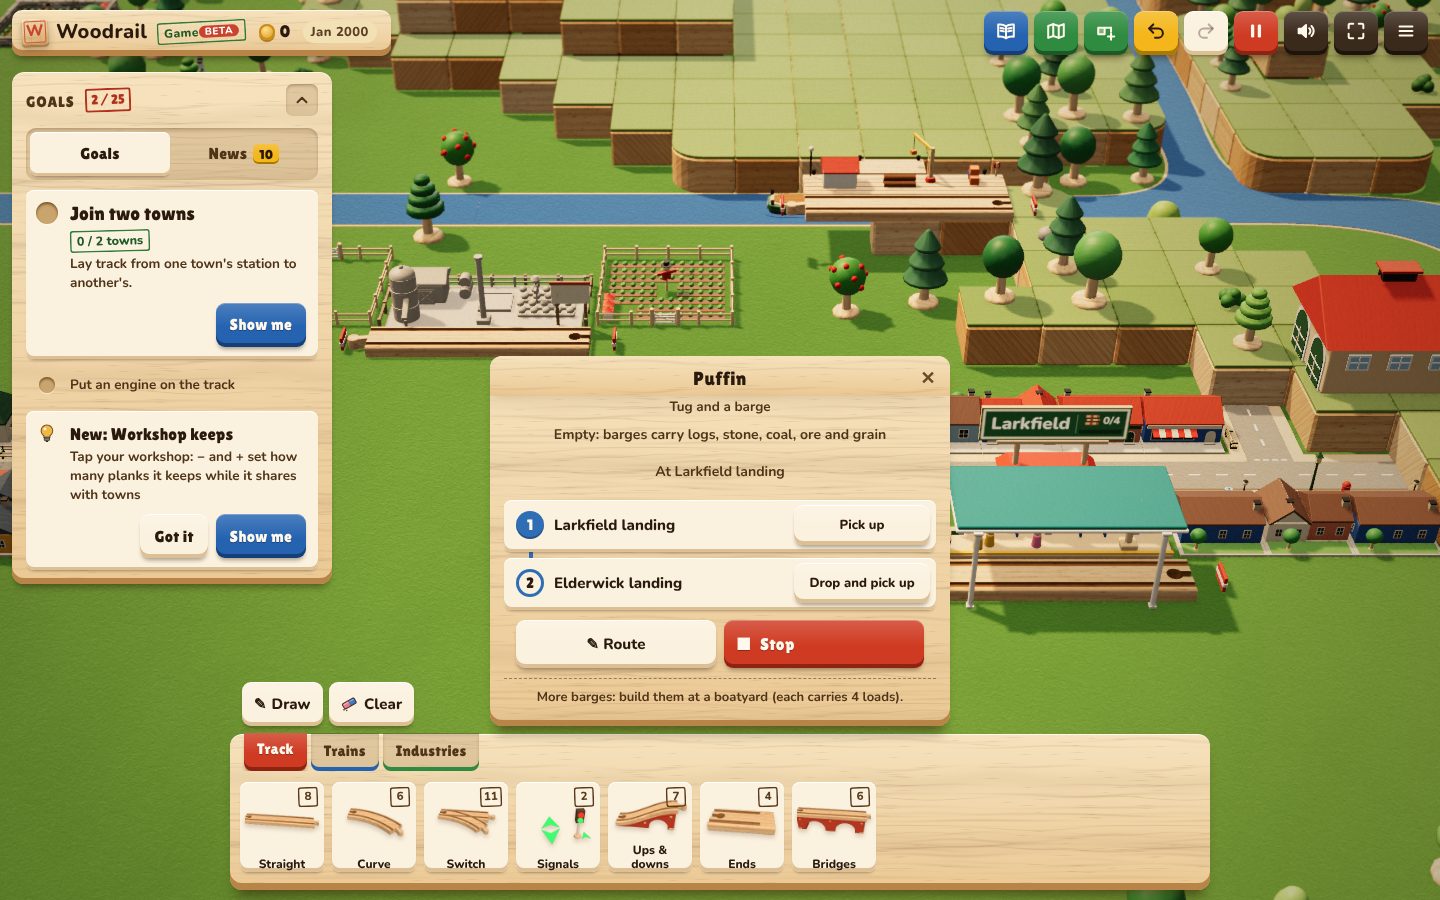 W Woodrail Game BETA 0 Jan 2000
GOALS 2 / 25
Goals News 10
Join two towns
0 / 2 towns
Lay track from one town's station to
another's.
Show me
Put an engine on the track
New: Workshop keeps
Tap your workshop: – and + set how
many planks it keeps while it shares
with towns
Got it Show me
Larkfield 0/4
Puffin
Tug and a barge
Empty: barges carry logs, stone, coal, ore and grain
At Larkfield landing
1 Larkfield landing Pick up
2 Elderwick landing Drop and pick up
✎ Route Stop
More barges: build them at a boatyard (each carries 4 loads).
✎ Draw Clear
Track Trains Industries
8 6 11 2 7 4 6
Straight Curve Switch Signals Ups &
downs Ends Bridges